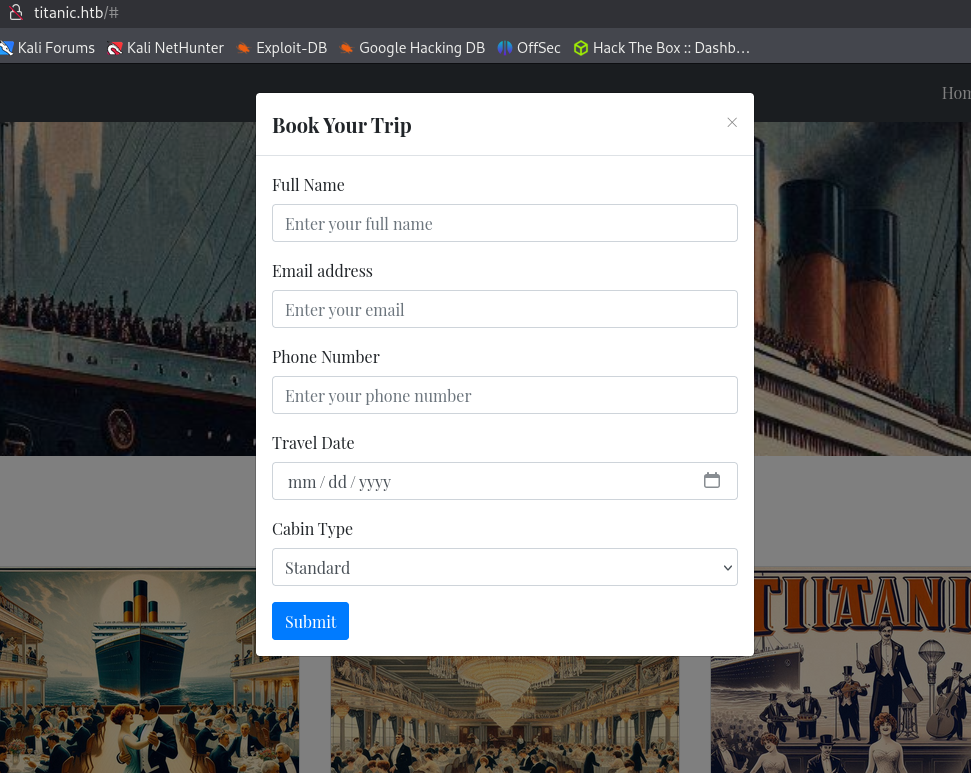 titanic.htb/#
Kali Forums Kali NetHunter Exploit-DB Google Hacking DB OffSec Hack The Box :: Dashb…
Hom
Book Your Trip
Full Name
Enter your full name
Email address
Enter your email
Phone Number
Enter your phone number
Travel Date
mm / dd / yyyy
Cabin Type
Standard
Submit
TIITANI